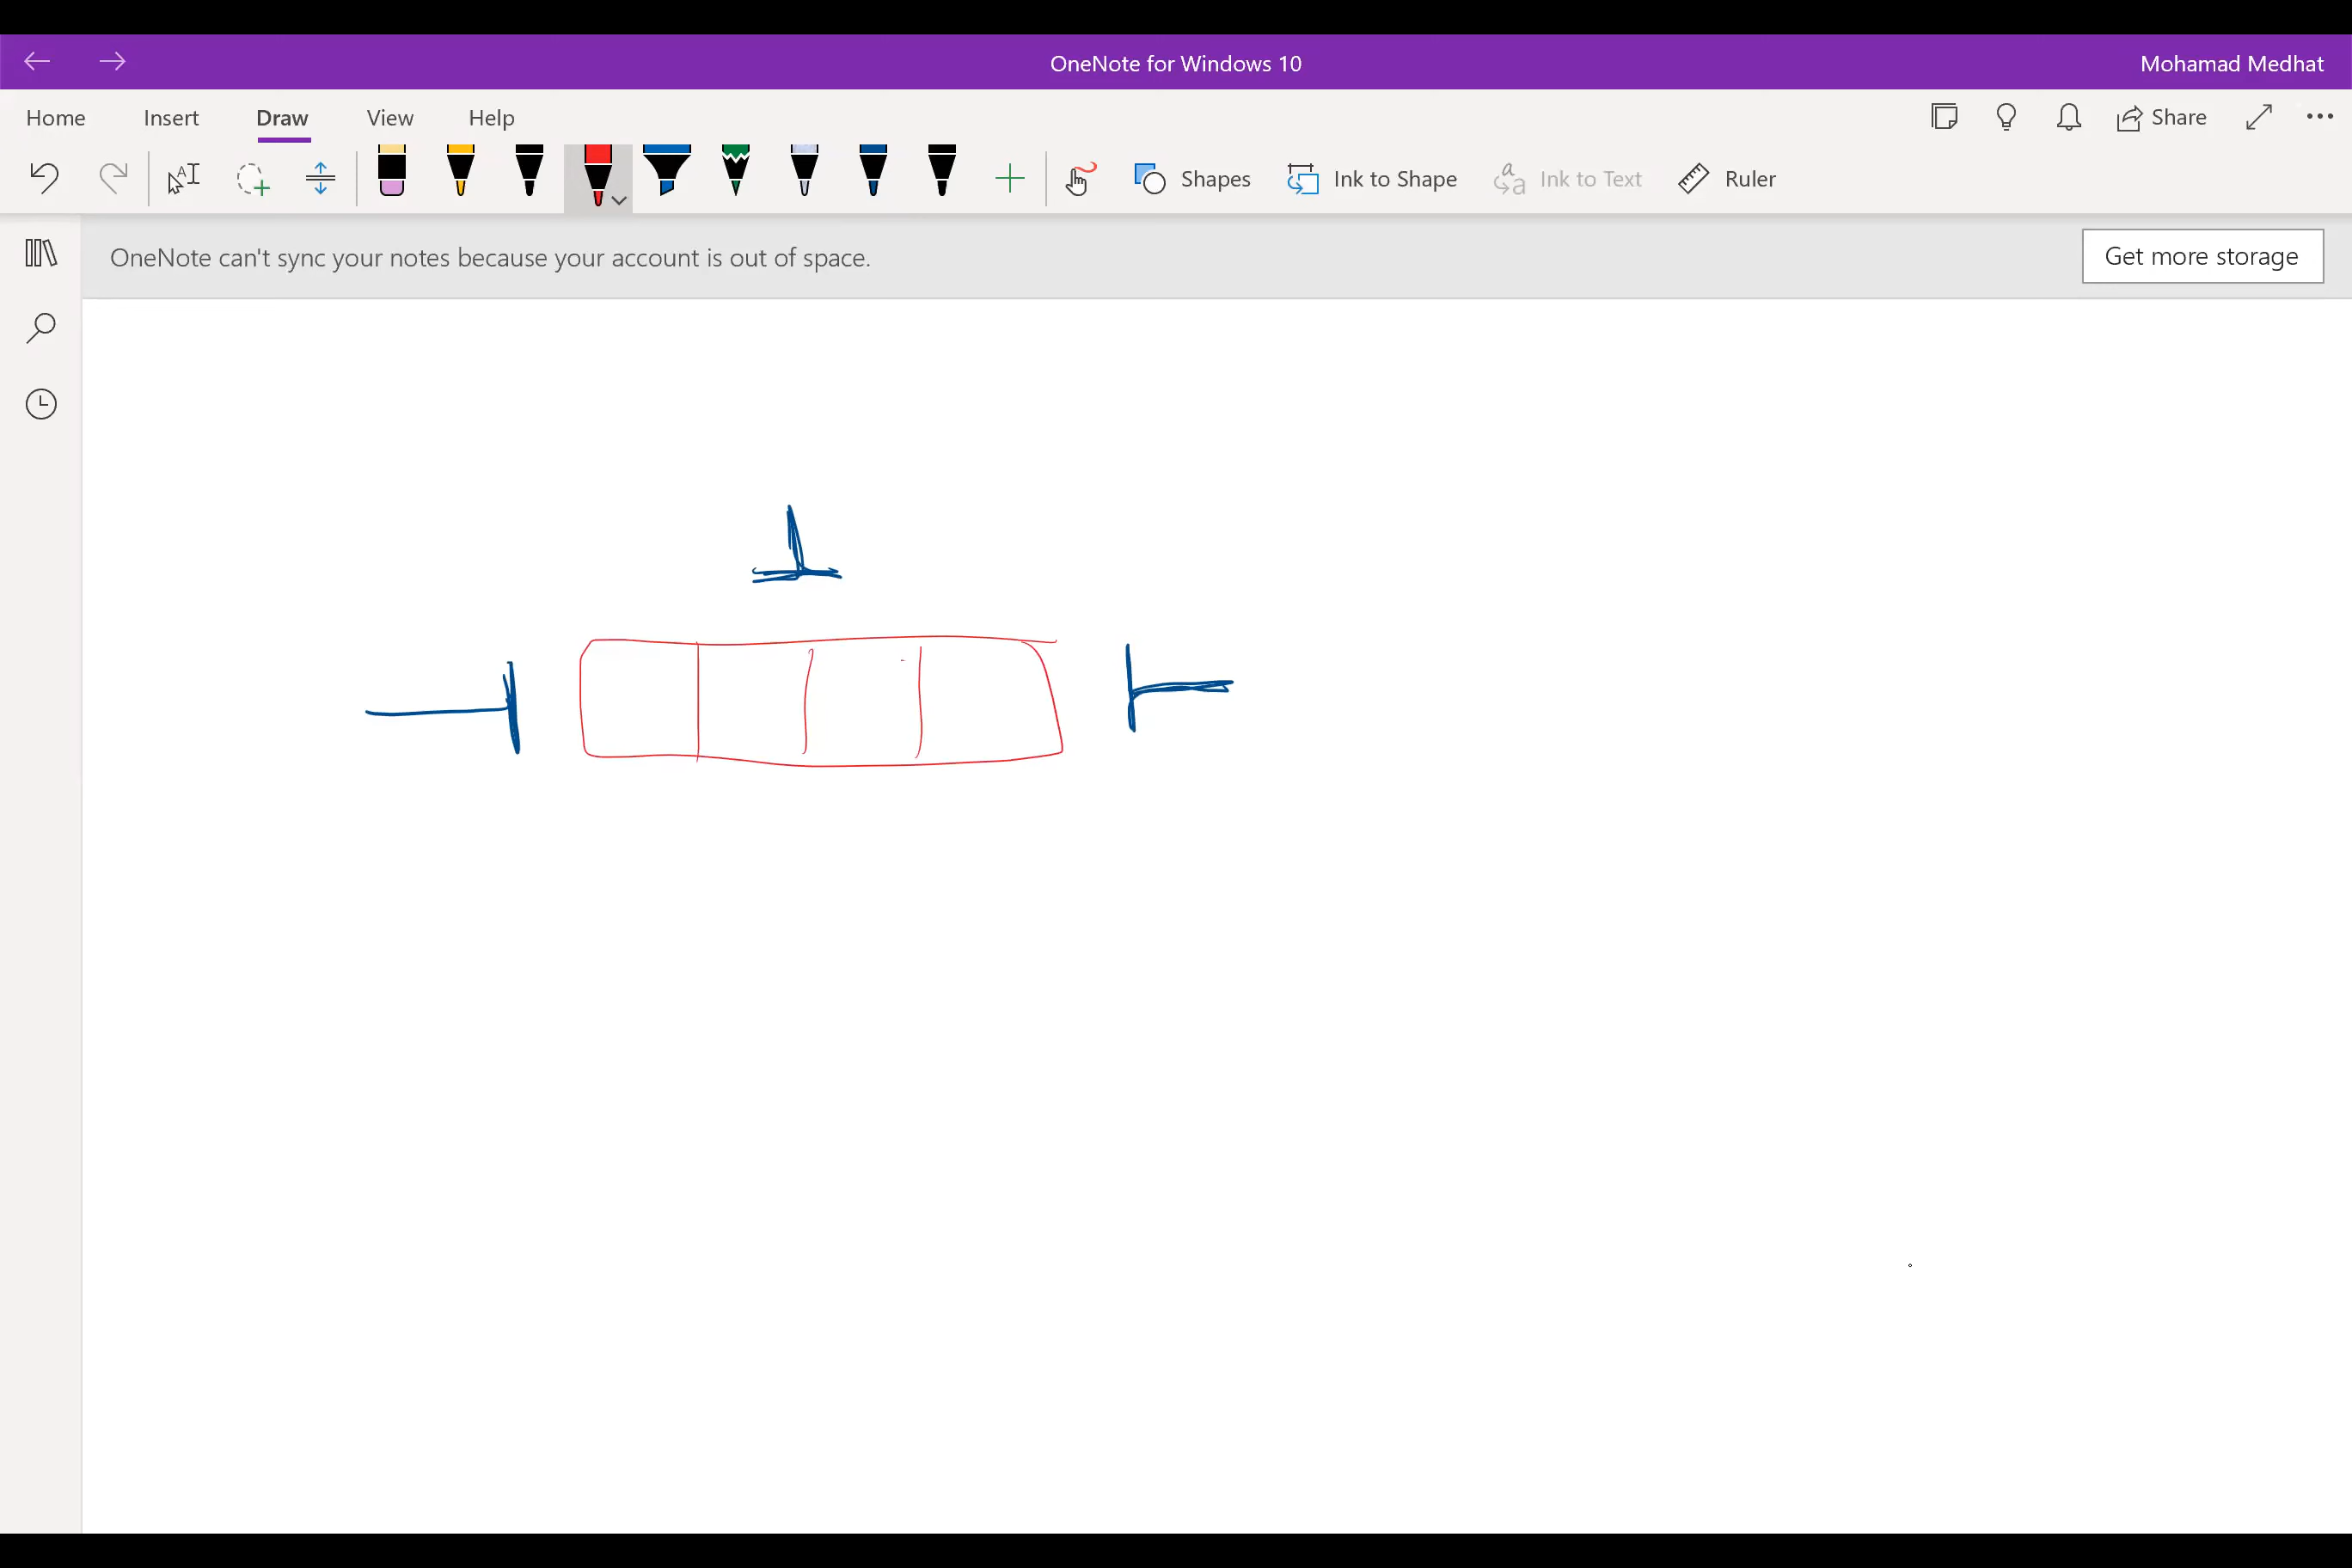 OneNote for Windows 10
Mohamad Medhat
Home Insert Draw View Help
Share
Shapes Ink to Shape Ink to Text Ruler
OneNote can't sync your notes because your account is out of space.
Get more storage